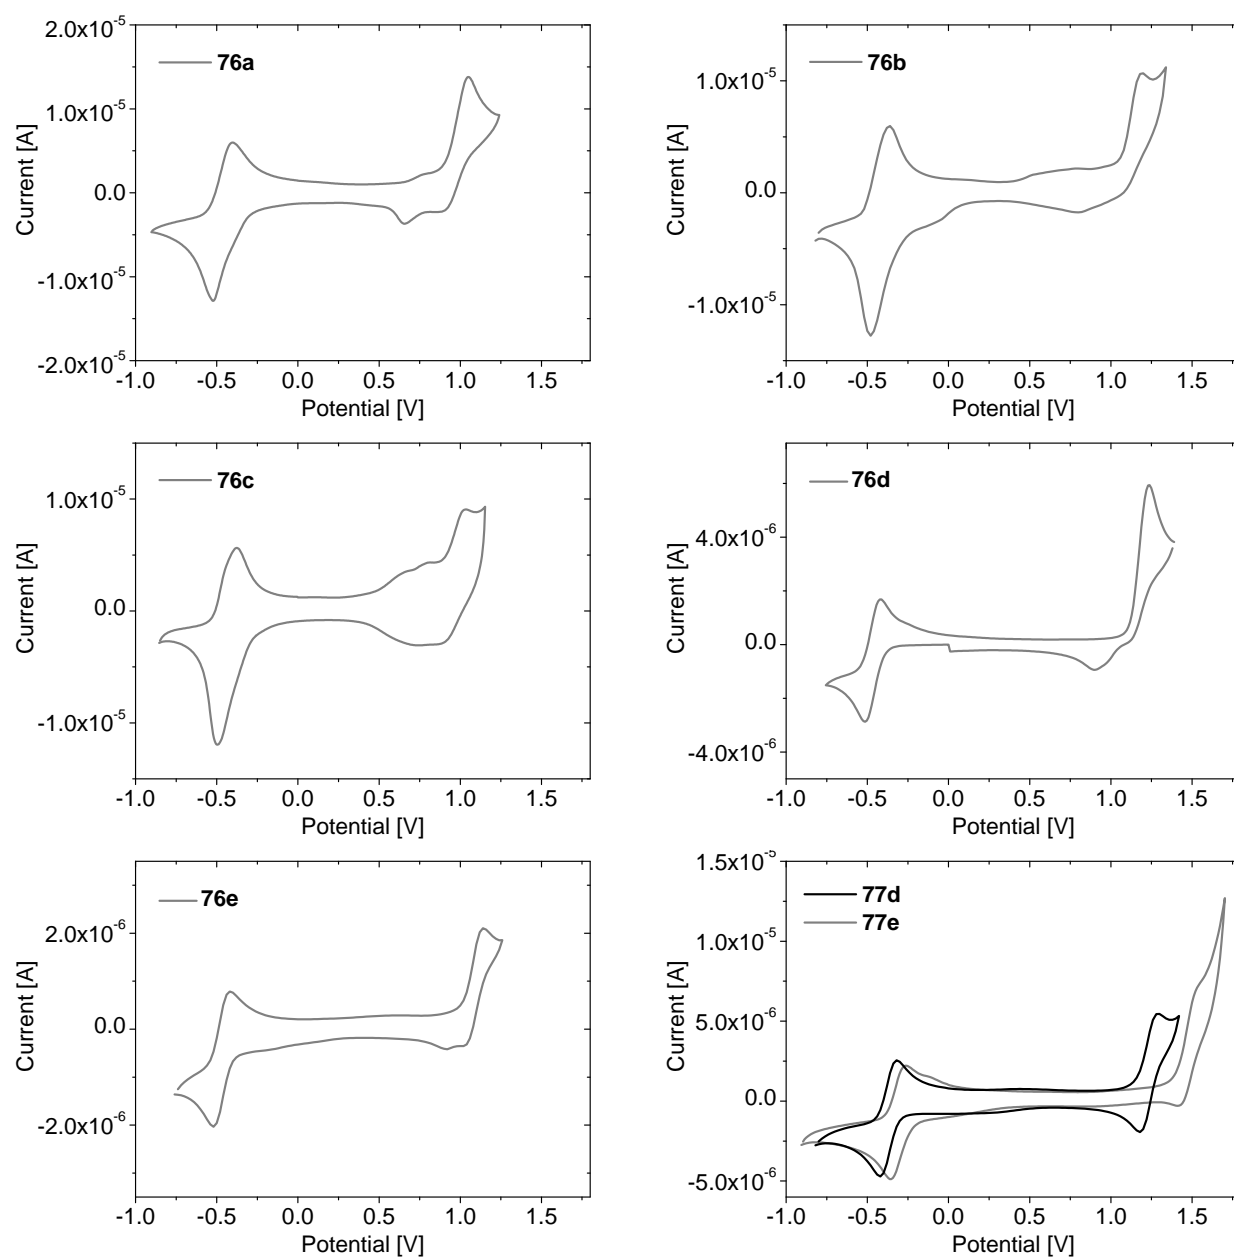 76a
2.0x10-5
1.0x10-5
0.0
-1.0x10-5
-2.0x10-5
Current [A]
-1.0 -0.5 0.0 0.5 1.0 1.5
Potential [V]
76b
1.0x10-5
0.0
-1.0x10-5
Current [A]
-1.0 -0.5 0.0 0.5 1.0 1.5
Potential [V]
76c
1.0x10-5
0.0
-1.0x10-5
Current [A]
-1.0 -0.5 0.0 0.5 1.0 1.5
Potential [V]
76d
4.0x10-6
0.0
-4.0x10-6
Current [A]
-1.0 -0.5 0.0 0.5 1.0 1.5
Potential [V]
76e
2.0x10-6
0.0
-2.0x10-6
Current [A]
-1.0 -0.5 0.0 0.5 1.0 1.5
Potential [V]
77d
77e
1.5x10-5
1.0x10-5
5.0x10-6
0.0
-5.0x10-6
Current [A]
-1.0 -0.5 0.0 0.5 1.0 1.5
Potential [V]